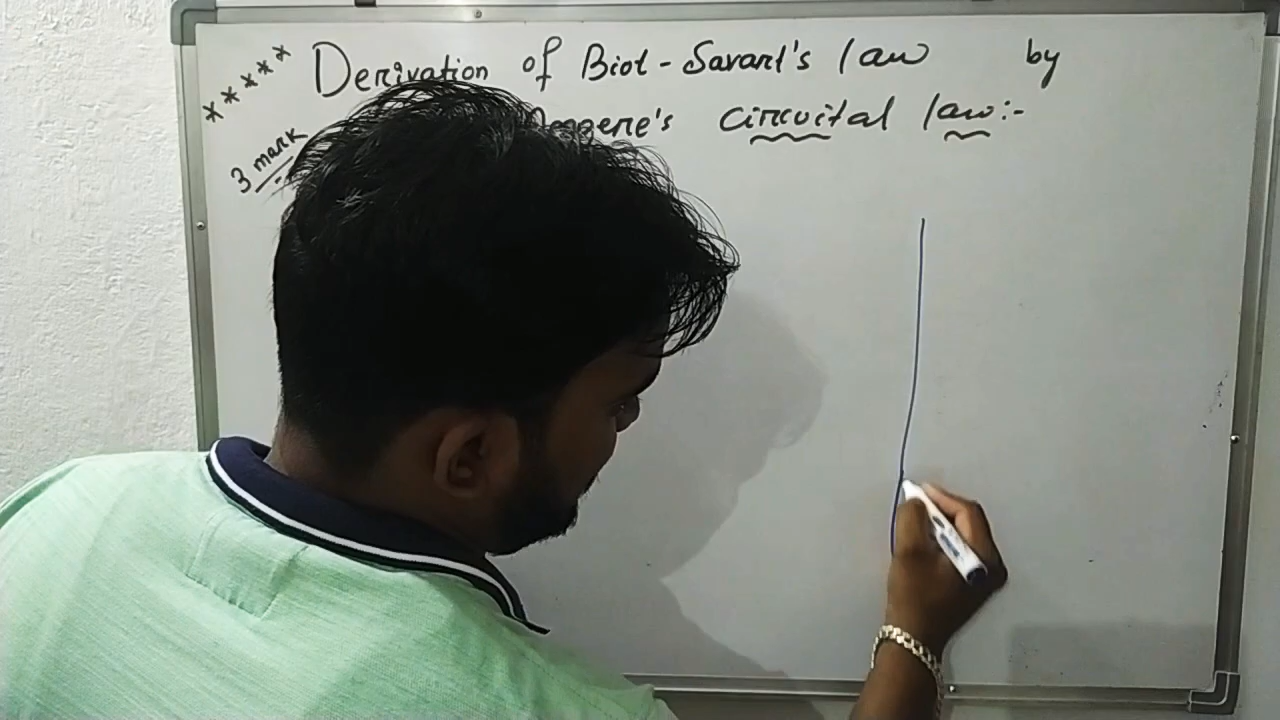 ***** Derivation of Biot - Savart's law by
circuital law:-
3 mark